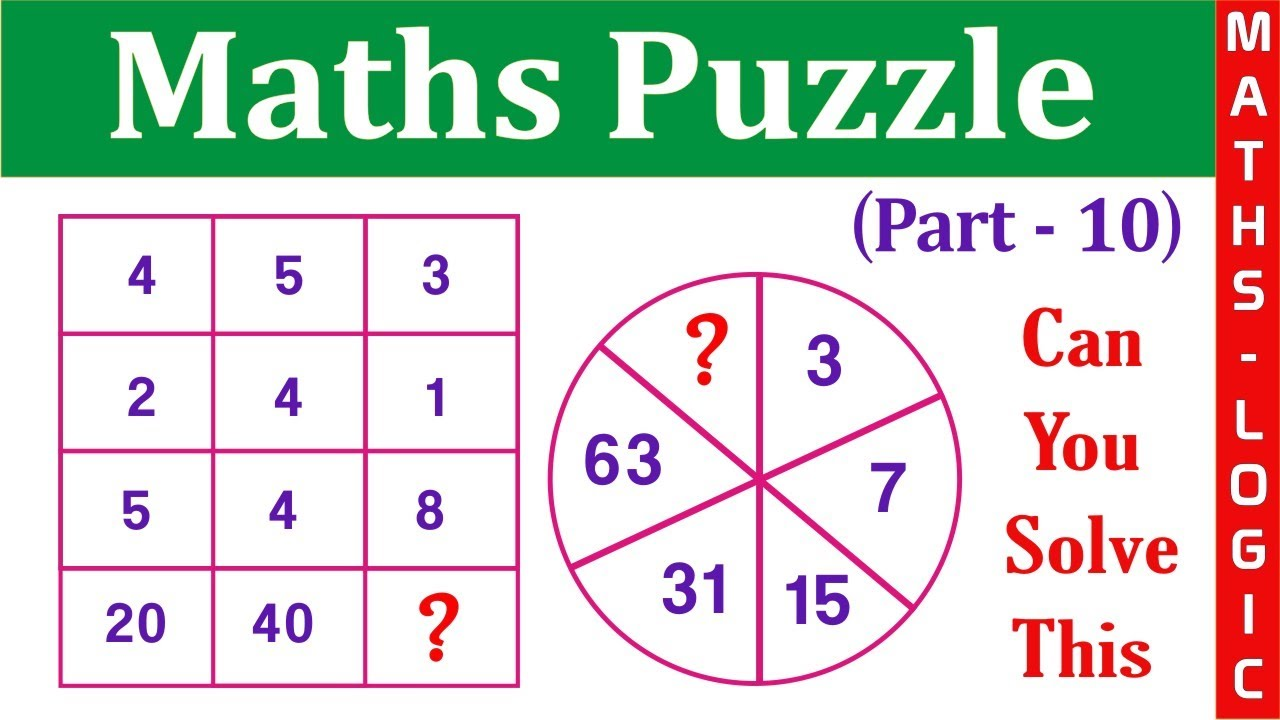 Maths Puzzle
(Part - 10)
4 5 3
2 4 1
5 4 8
20 40 ?
? 3
63 7
31 15
Can
You
Solve
This
MATHS-LOGIC